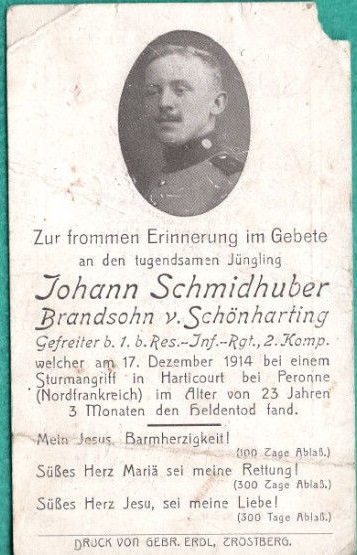 Zur frommen Erinnerung im Gebete
an den tugendsamen Jüngling
Johann Schmidhuber
Brandsohn v. Schönharting
Gefreiter b. 1. b. Res.-Inf.-Rgt., 2. Komp.
welcher am 17. Dezember 1914 bei einem
Sturmangriff in Harticourt bei Peronne
(Nordfrankreich) im Alter von 23 Jahren
3 Monaten den Heldentod fand.
Mein Jesus, Barmherzigkeit!
(100 Tage Ablaß.)
Süßes Herz Mariä sei meine Rettung!
(300 Tage Ablaß.)
Süßes Herz Jesu, sei meine Liebe!
(300 Tage Ablaß.)
DRUCK VON GEBR. ERDL, TROSTBERG.